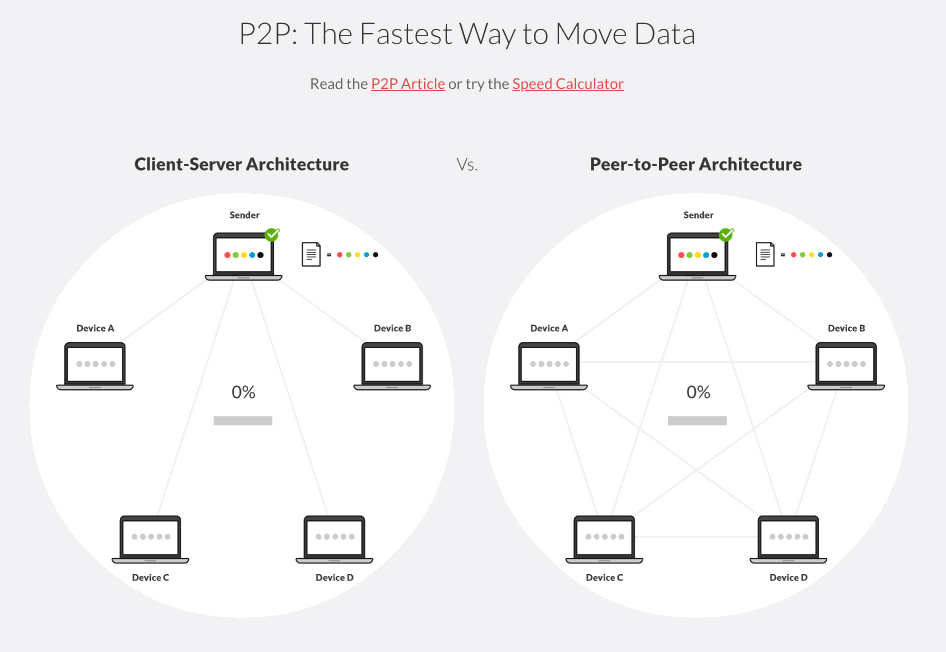 P2P: The Fastest Way to Move Data
Read the P2P Article or try the Speed Calculator
Client-Server Architecture
Vs.
Peer-to-Peer Architecture
Sender
=
Device A
Device B
0%
Device C
Device D
Sender
=
Device A
Device B
0%
Device C
Device D